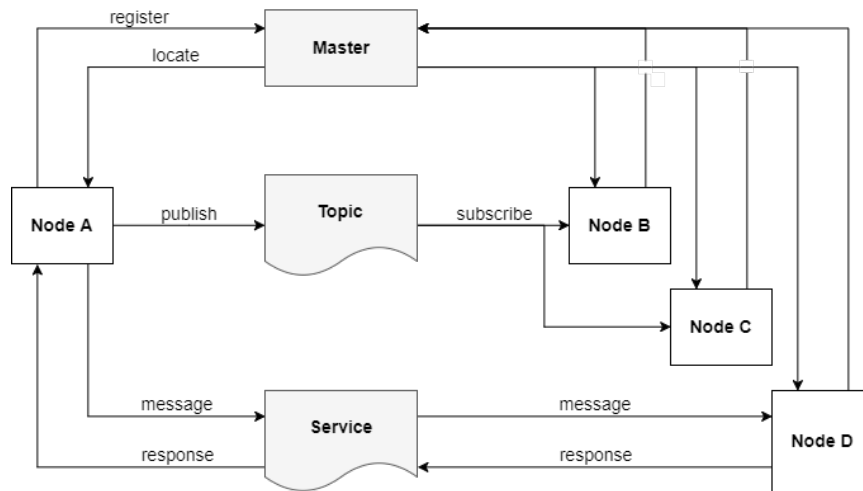 register
Master
locate
Node A
publish
Topic
subscribe
Node B
Node C
message
Service
message
response
response
Node D